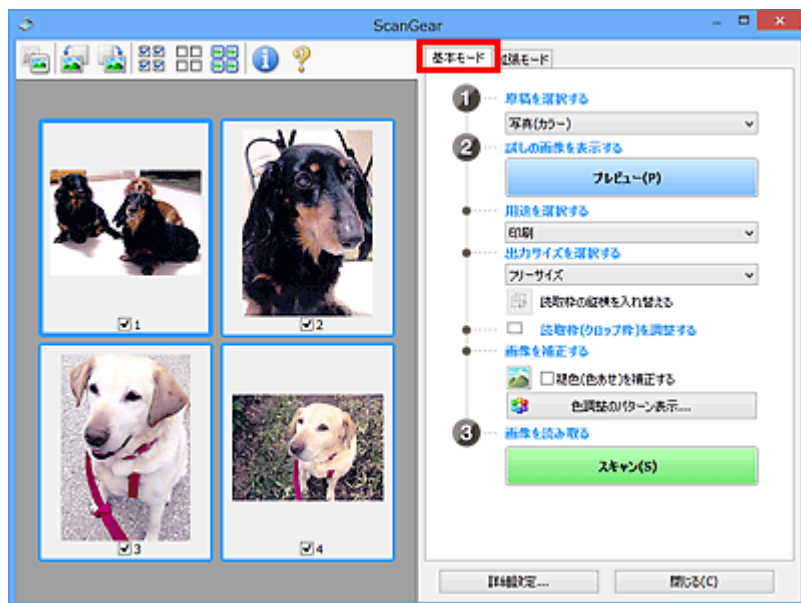 ScanGear
基本モード 拡張モード
1 原稿を選択する
写真(カラー)
2 試しの画像を表示する
プレビュー(P)
用途を選択する
印刷
出力サイズを選択する
フリーサイズ
読取枠の縦横を入れ替える
読取枠(クロップ枠)を調整する
画像を補正する
褪色(色あせ)を補正する
色調整のパターン表示...
3 画像を読み取る
スキャン(S)
1
2
3
4
詳細設定...
閉じる(C)